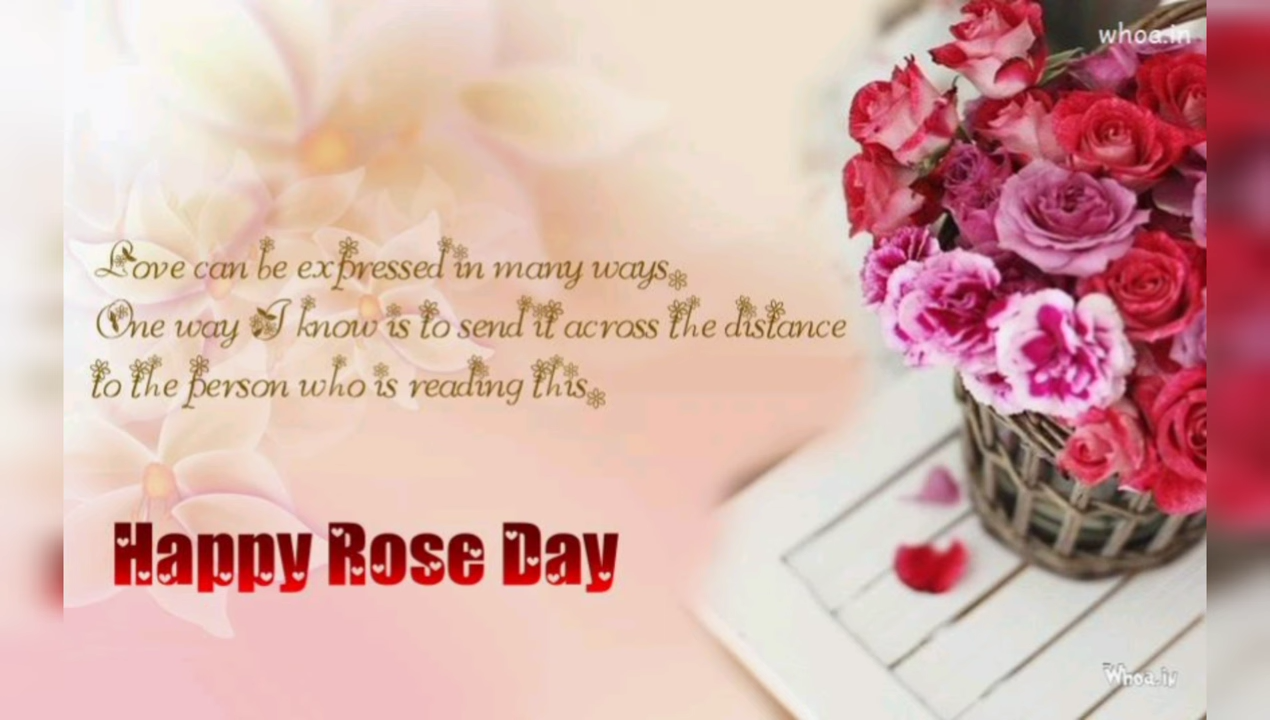 whoa.in
Love can be expressed in many ways.
One way I know is to send it across the distance
to the person who is reading this.
Happy Rose Day
Whoa.in